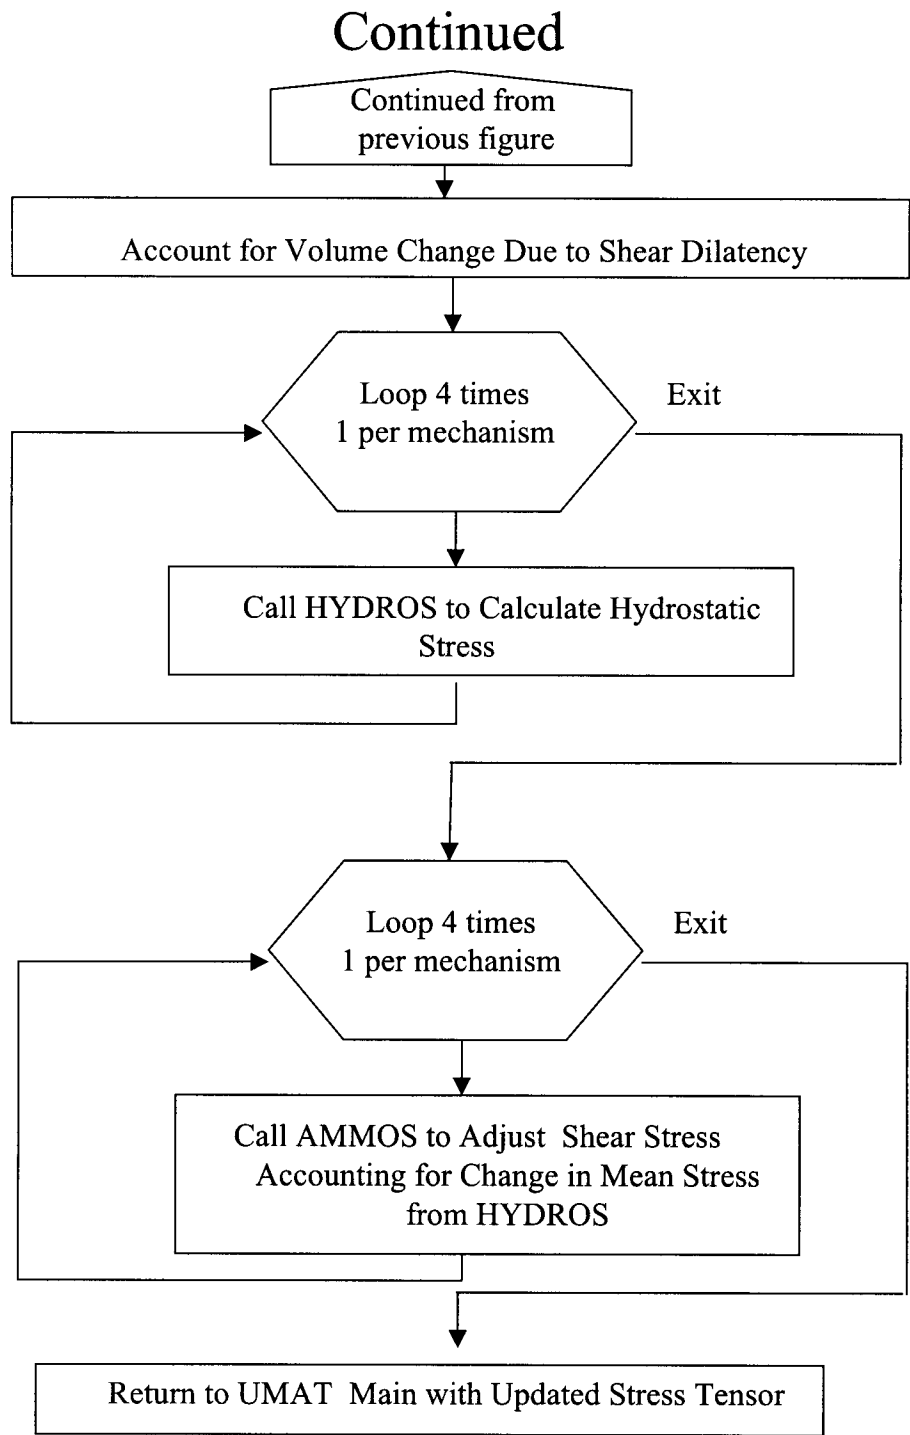 Continued
Continued from
previous figure
Account for Volume Change Due to Shear Dilatency
Loop 4 times
1 per mechanism
Exit
Call HYDROS to Calculate Hydrostatic
Stress
Loop 4 times
1 per mechanism
Exit
Call AMMOS to Adjust Shear Stress
Accounting for Change in Mean Stress
from HYDROS
Return to UMAT Main with Updated Stress Tensor